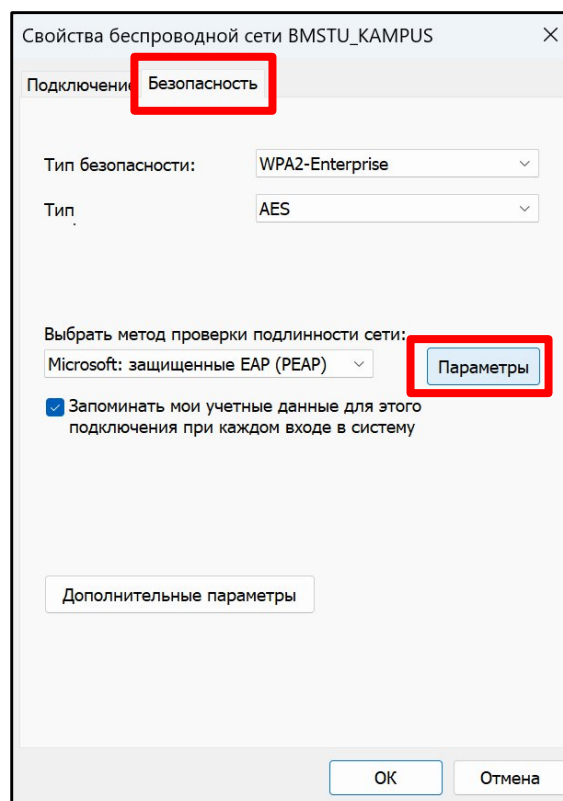 Свойства беспроводной сети BMSTU_KAMPUS
Подключение Безопасность
Тип безопасности: WPA2-Enterprise
Тип AES
Выбрать метод проверки подлинности сети:
Microsoft: защищенные EAP (PEAP) Параметры
Запоминать мои учетные данные для этого
подключения при каждом входе в систему
Дополнительные параметры
ОК Отмена